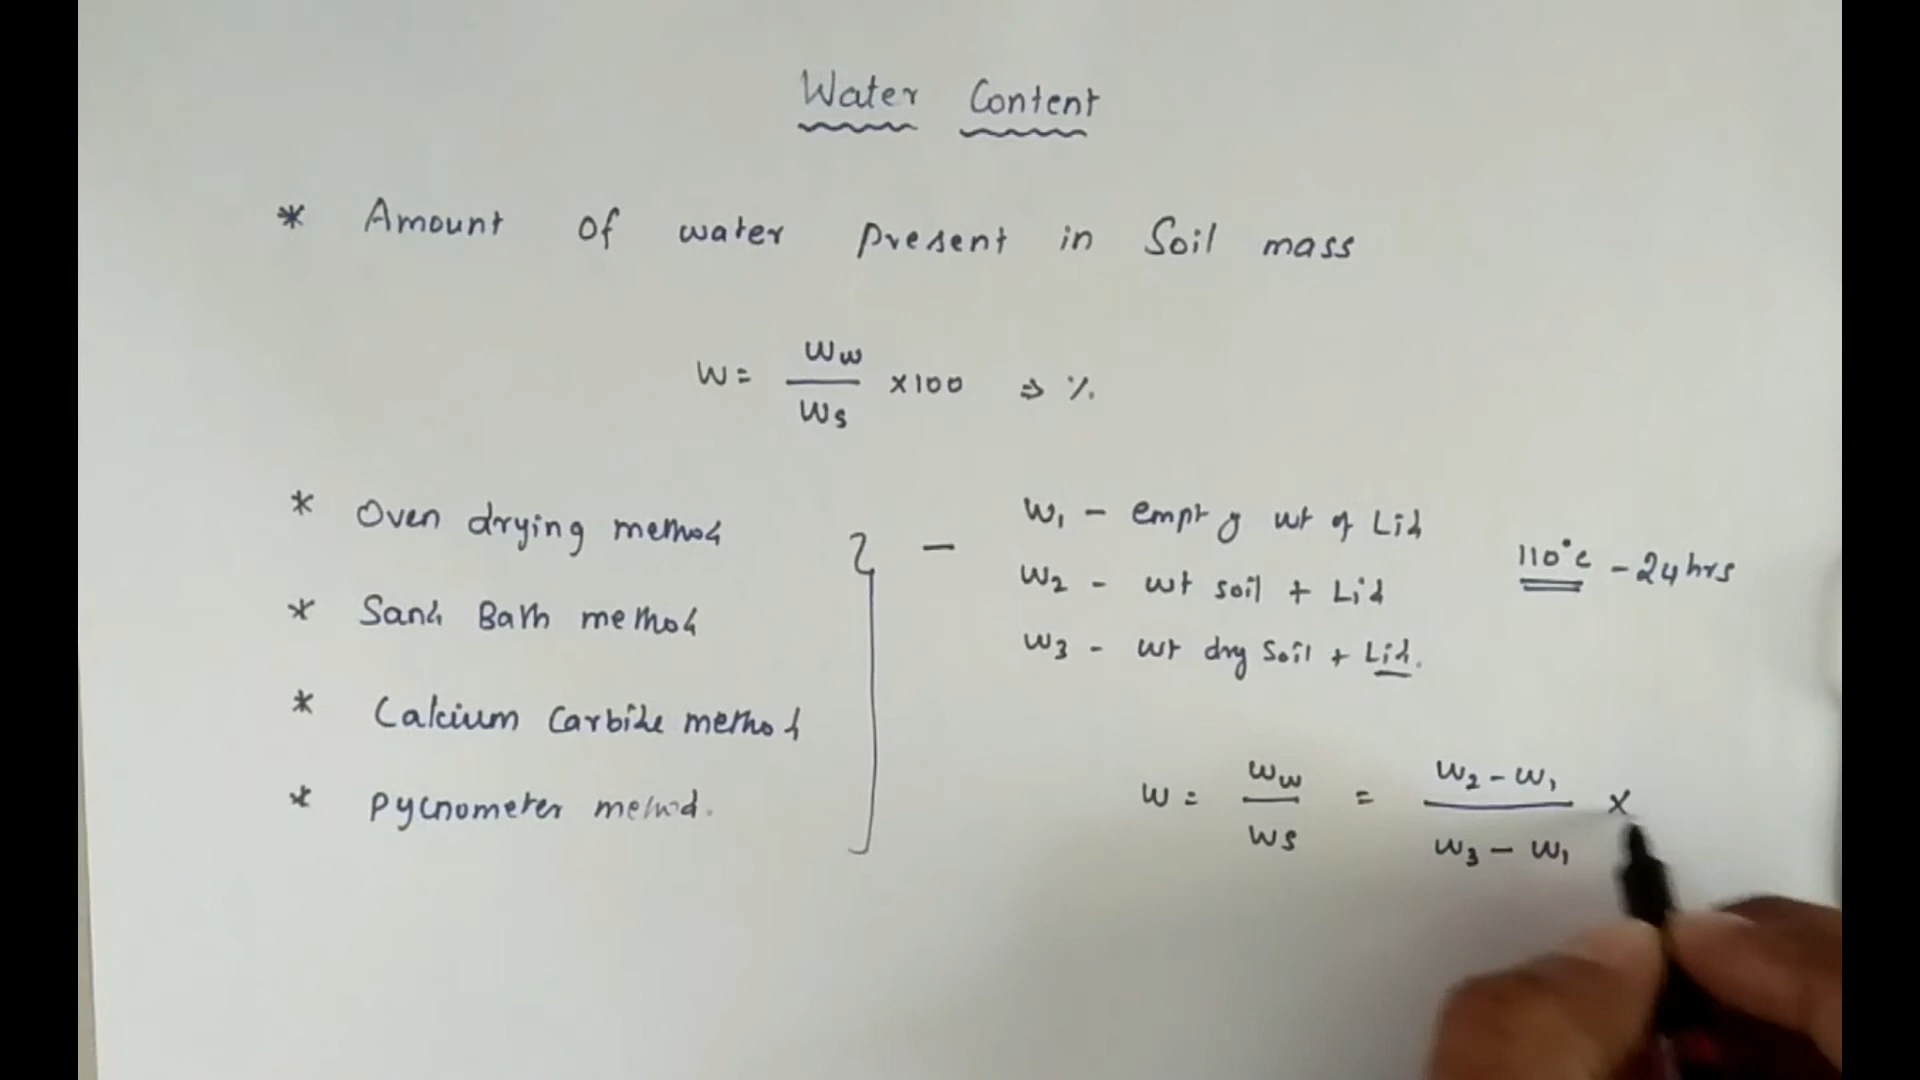 Water Content
* Amount of water present in Soil mass
W = Ww / Ws ×100 ⇒ %
* Oven drying method
* Sand Bath method
* Calcium Carbide method
* Pycnometer method.
–
W1 – empty wt of Lid
W2 – wt soil + Lid
W3 – wt dry soil + Lid.
110°c – 24hrs
W = Ww / Ws = W2 – W1 / W3 – W1 ×